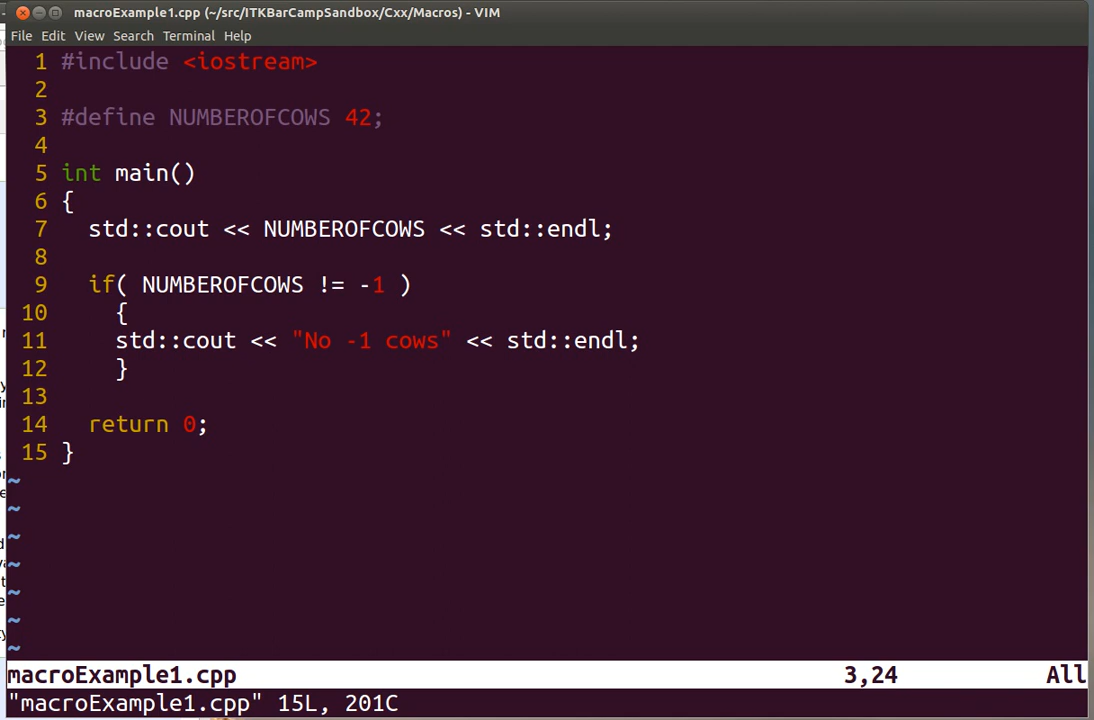 macroExample1.cpp (~/src/ITKBarCampSandbox/Cxx/Macros) - VIM
File Edit View Search Terminal Help
1 #include <iostream>
2
3 #define NUMBEROFCOWS 42;
4
5 int main()
6 {
7   std::cout << NUMBEROFCOWS << std::endl;
8
9   if( NUMBEROFCOWS != -1 )
10     {
11     std::cout << "No -1 cows" << std::endl;
12     }
13
14   return 0;
15 }
~
~
~
~
~
~
~
macroExample1.cpp 3,24 All
"macroExample1.cpp" 15L, 201C